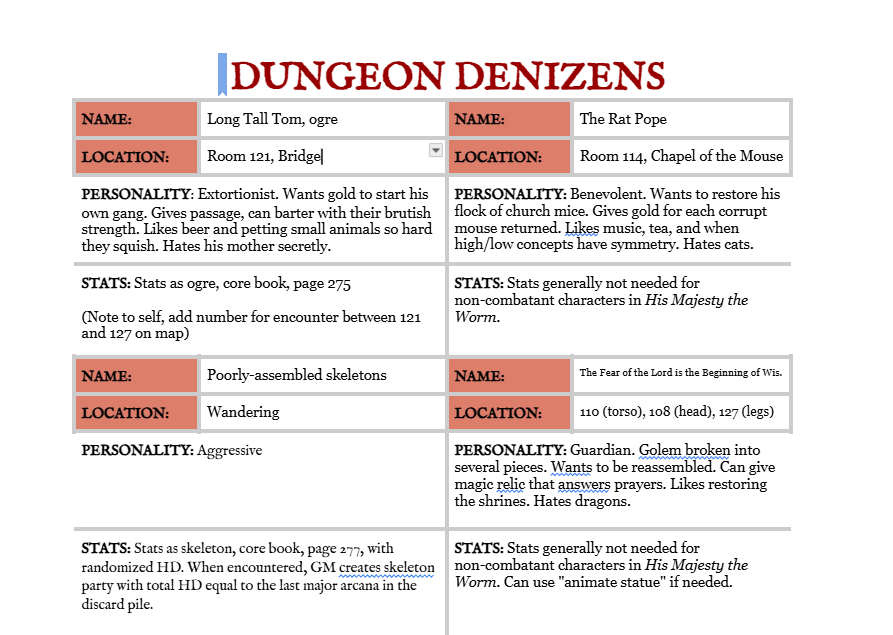 DUNGEON DENIZENS
NAME:
Long Tall Tom, ogre
NAME:
The Rat Pope
LOCATION:
Room 121, Bridge
LOCATION:
Room 114, Chapel of the Mouse
PERSONALITY: Extortionist. Wants gold to start his
own gang. Gives passage, can barter with their brutish
strength. Likes beer and petting small animals so hard
they squish. Hates his mother secretly.
PERSONALITY: Benevolent. Wants to restore his
flock of church mice. Gives gold for each corrupt
mouse returned. Likes music, tea, and when
high/low concepts have symmetry. Hates cats.
STATS: Stats as ogre, core book, page 275
(Note to self, add number for encounter between 121
and 127 on map)
STATS: Stats generally not needed for
non-combatant characters in His Majesty the
Worm.
NAME:
Poorly-assembled skeletons
NAME:
The Fear of the Lord is the Beginning of Wis.
LOCATION:
Wandering
LOCATION:
110 (torso), 108 (head), 127 (legs)
PERSONALITY: Aggressive
PERSONALITY: Guardian. Golem broken into
several pieces. Wants to be reassembled. Can give
magic relic that answers prayers. Likes restoring
the shrines. Hates dragons.
STATS: Stats as skeleton, core book, page 277, with
randomized HD. When encountered, GM creates skeleton
party with total HD equal to the last major arcana in the
discard pile.
STATS: Stats generally not needed for
non-combatant characters in His Majesty the
Worm. Can use "animate statue" if needed.